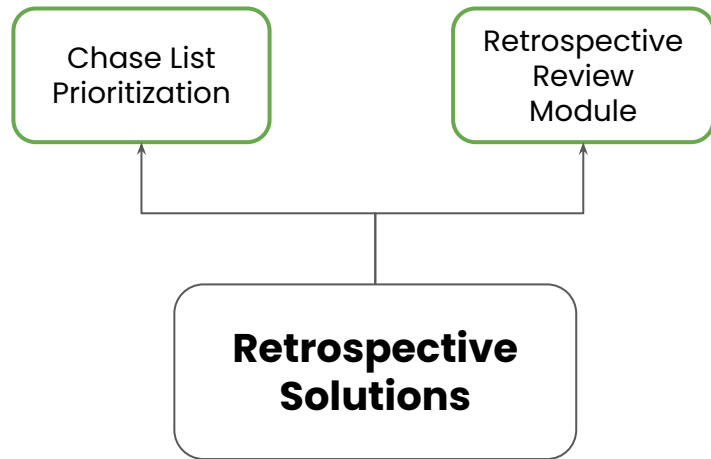 Chase List
Prioritization
Retrospective
Review
Module
Retrospective
Solutions